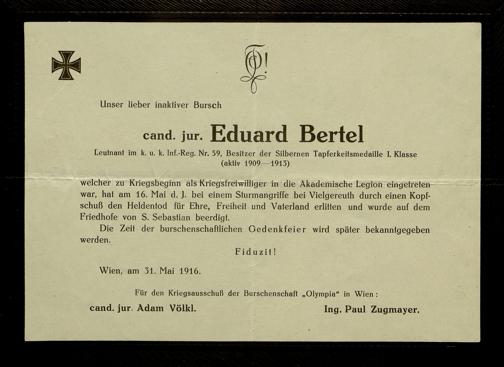 Unser lieber inaktiver Bursch
cand. jur. Eduard Bertel
Leutnant im k. u. k. Inf.-Reg. Nr. 59, Besitzer der Silbernen Tapferkeitsmedaille I. Klasse
(aktiv 1909—1913)
welcher zu Kriegsbeginn als Kriegsfreiwilliger in die Akademische Legion eingetreten
war, hat am 16. Mai d. J. bei einem Sturmangriffe bei Vielgereuth durch einen Kopf-
schuß den Heldentod für Ehre, Freiheit und Vaterland erlitten und wurde auf dem
Friedhofe von S. Sebastian beerdigt.
Die Zeit der burschenschaftlichen Gedenkfeier wird später bekanntgegeben
werden.
Fiduzit!
Wien, am 31. Mai 1916.
Für den Kriegsausschuß der Burschenschaft „Olympia" in Wien:
cand. jur. Adam Völkl. Ing. Paul Zugmayer.